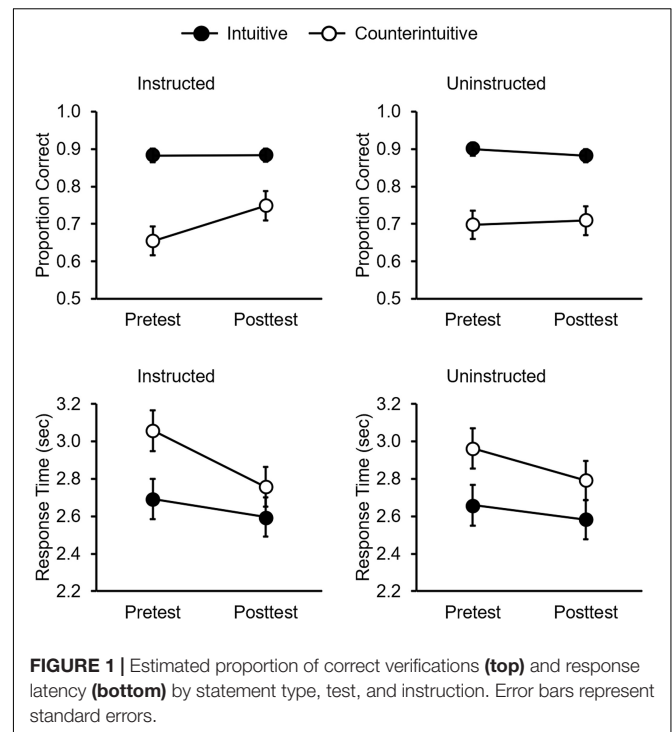 Intuitive Counterintuitive
Instructed Uninstructed
Proportion Correct
1.0
0.9
0.8
0.7
0.6
0.5
Pretest Posttest
Proportion Correct
1.0
0.9
0.8
0.7
0.6
0.5
Pretest Posttest
Instructed Uninstructed
Response Time (sec)
3.2
3.0
2.8
2.6
2.4
2.2
Pretest Posttest
Response Time (sec)
3.2
3.0
2.8
2.6
2.4
2.2
Pretest Posttest
FIGURE 1 | Estimated proportion of correct verifications (top) and response
latency (bottom) by statement type, test, and instruction. Error bars represent
standard errors.